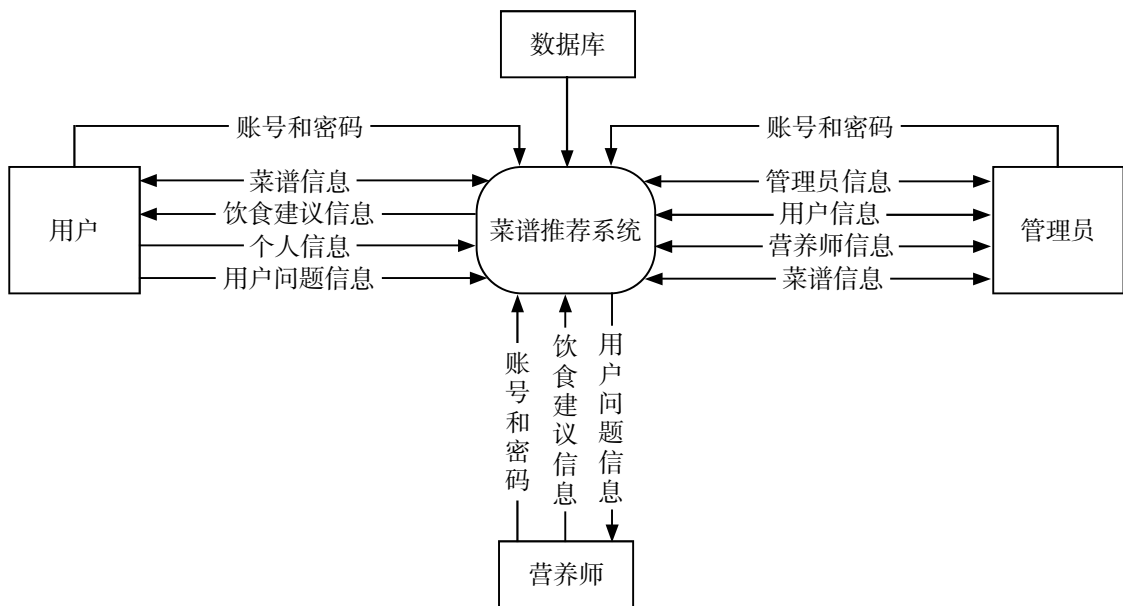 数据库
账号和密码
账号和密码
用户
菜谱信息
饮食建议信息
个人信息
用户问题信息
菜谱推荐系统
管理员信息
用户信息
营养师信息
菜谱信息
管理员
账号和密码
饮食建议信息
用户问题信息
营养师